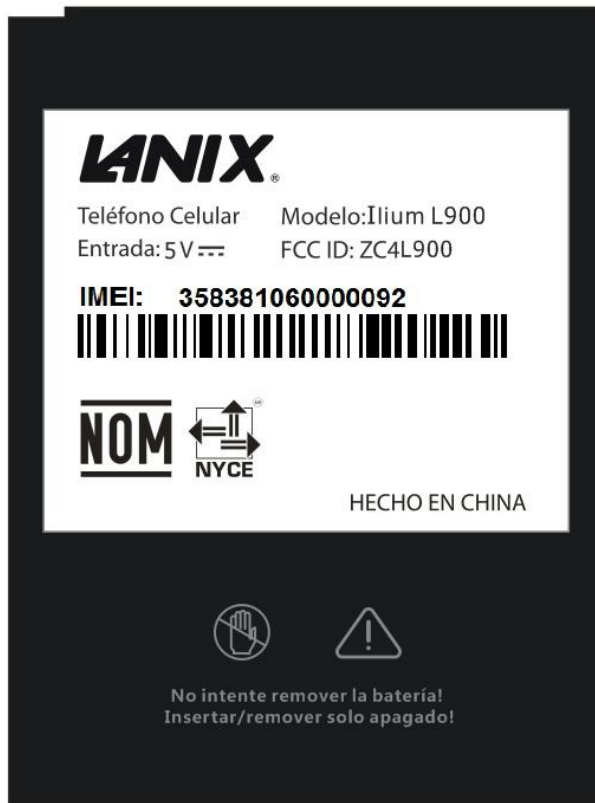 LANIX®
Teléfono Celular Modelo:Ilium L900
Entrada: 5 V FCC ID: ZC4L900
IMEI: 358381060000092
NOM
NYCE
HECHO EN CHINA
No intente remover la batería!
Insertar/remover solo apagado!